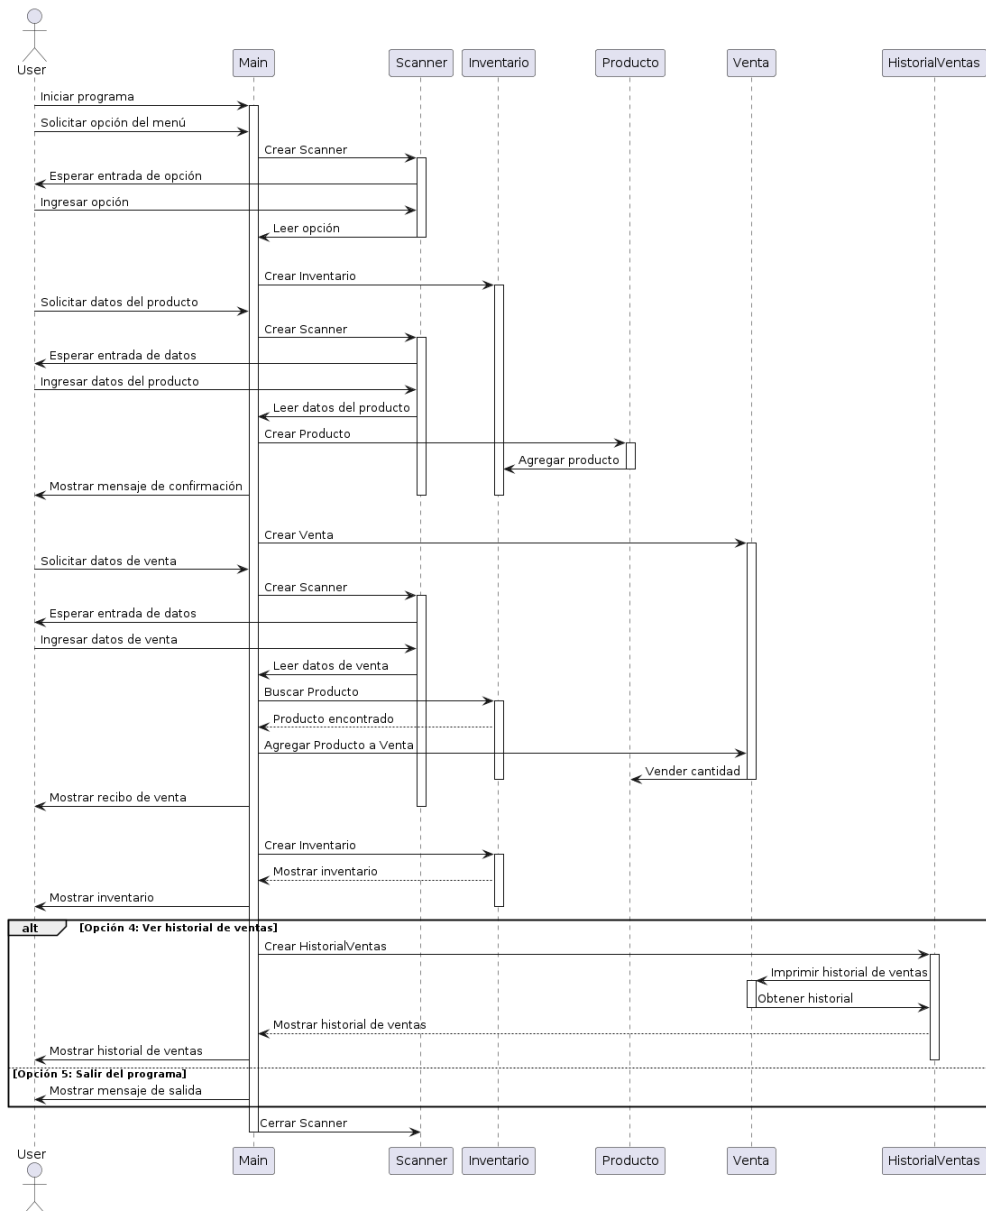 User
Main
Scanner
Inventario
Producto
Venta
HistorialVentas
Iniciar programa
Solicitar opción del menú
Crear Scanner
Esperar entrada de opción
Ingresar opción
Leer opción
Crear Inventario
Solicitar datos del producto
Crear Scanner
Esperar entrada de datos
Ingresar datos del producto
Leer datos del producto
Crear Producto
Agregar producto
Mostrar mensaje de confirmación
Crear Venta
Solicitar datos de venta
Crear Scanner
Esperar entrada de datos
Ingresar datos de venta
Leer datos de venta
Buscar Producto
Producto encontrado
Agregar Producto a Venta
Vender cantidad
Mostrar recibo de venta
Crear Inventario
Mostrar inventario
Mostrar inventario
alt
[Opción 4: Ver historial de ventas]
Crear HistorialVentas
Imprimir historial de ventas
Obtener historial
Mostrar historial de ventas
Mostrar historial de ventas
[Opción 5: Salir del programa]
Mostrar mensaje de salida
Cerrar Scanner
User
Main
Scanner
Inventario
Producto
Venta
HistorialVentas